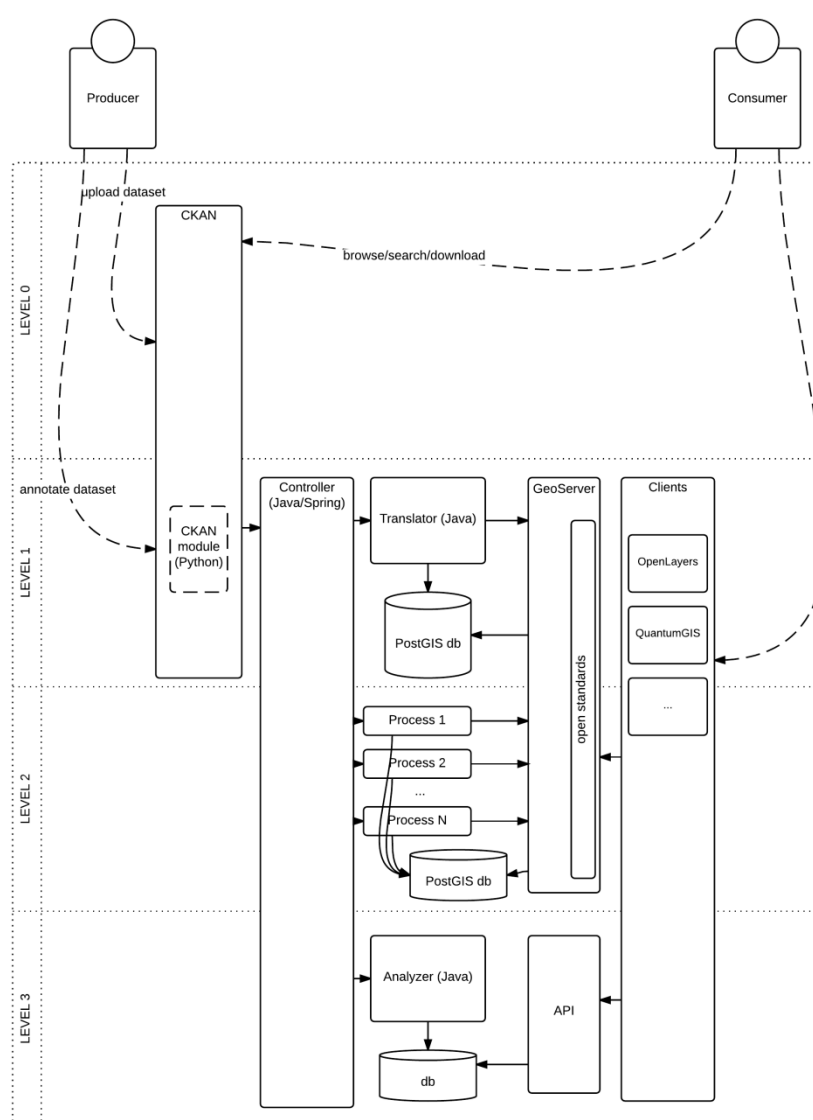 Producer
Consumer
upload dataset
CKAN
browse/search/download
LEVEL 0
annotate dataset
CKAN
module
(Python)
Controller
(Java/Spring)
Translator (Java)
GeoServer
Clients
OpenLayers
QuantumGIS
...
PostGIS db
open standards
LEVEL 1
Process 1
Process 2
...
Process N
PostGIS db
LEVEL 2
Analyzer (Java)
API
db
LEVEL 3